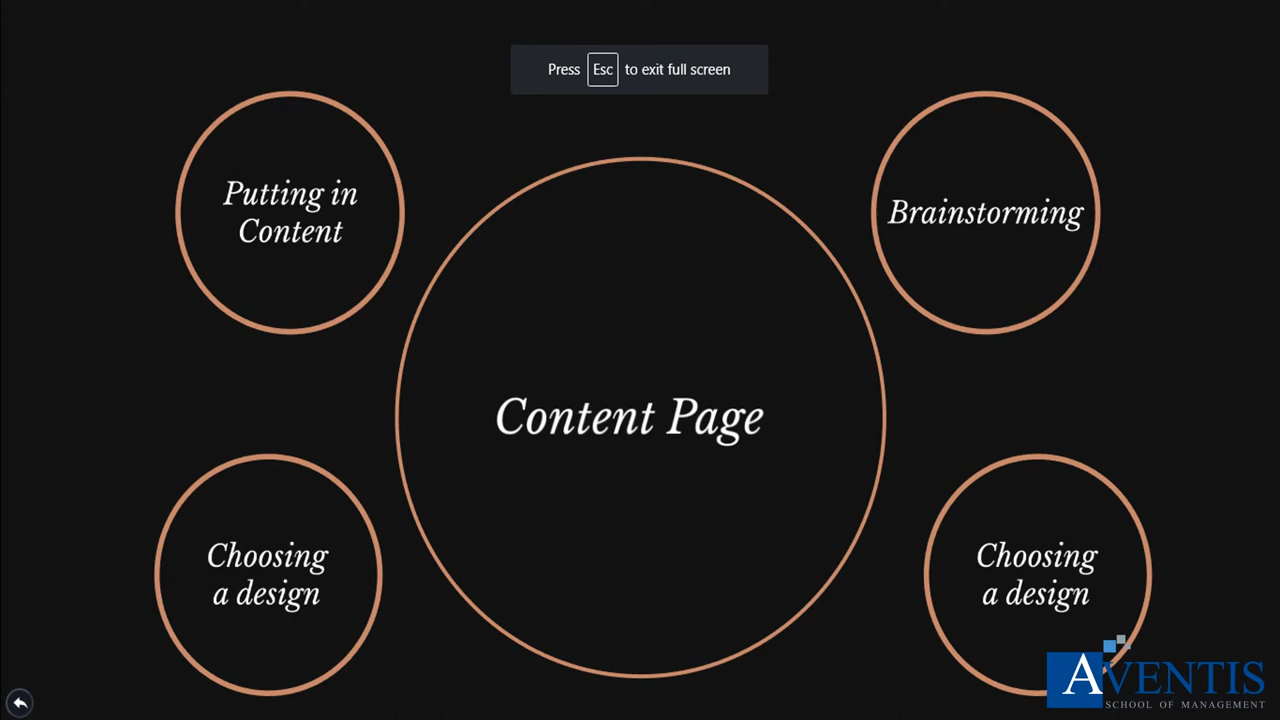 Press Esc to exit full screen
Putting in
Content
Brainstorming
Content Page
Choosing
a design
Choosing
a design
AVENTIS
SCHOOL OF MANAGEMENT